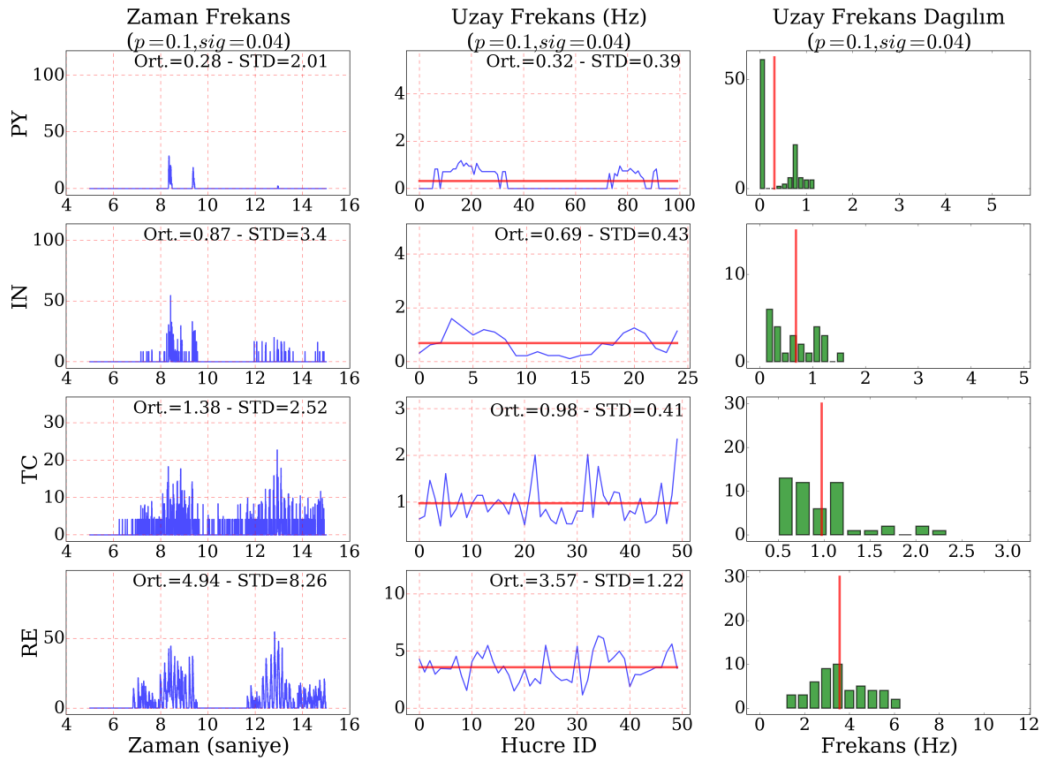 Zaman Frekans
(p=0.1,sig=0.04)
Uzay Frekans (Hz)
(p=0.1,sig=0.04)
Uzay Frekans Dagılım
(p=0.1,sig=0.04)
PY
Ort.=0.28 - STD=2.01
100
50
0
4 6 8 10 12 14 16
Ort.=0.32 - STD=0.39
4
2
0
0 20 40 60 80 100
50
0
0 1 2 3 4 5
IN
Ort.=0.87 - STD=3.4
100
50
0
4 6 8 10 12 14 16
Ort.=0.69 - STD=0.43
4
2
0
0 5 10 15 20 25
10
0
0 1 2 3 4 5
TC
Ort.=1.38 - STD=2.52
30
20
10
0
4 6 8 10 12 14 16
Ort.=0.98 - STD=0.41
3
2
1
0
0 10 20 30 40 50
30
20
10
0
0.5 1.0 1.5 2.0 2.5 3.0
RE
Ort.=4.94 - STD=8.26
50
0
4 6 8 10 12 14 16
Zaman (saniye)
Ort.=3.57 - STD=1.22
10
5
0
0 10 20 30 40 50
Hucre ID
30
20
10
0
0 2 4 6 8 10 12
Frekans (Hz)